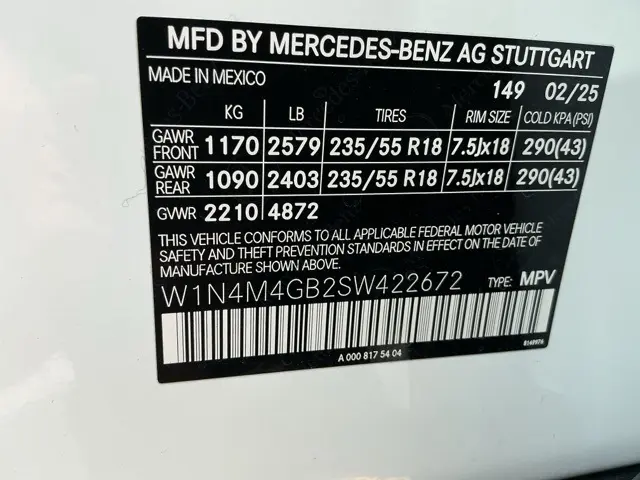 MFD BY MERCEDES-BENZ AG STUTTGART
MADE IN MEXICO 149 02/25
KG LB TIRES RIM SIZE COLD KPA(PSI)
GAWR FRONT 1170 2579 235/55 R18 7.5Jx18 290(43)
GAWR REAR 1090 2403 235/55 R18 7.5Jx18 290(43)
GVWR 2210 4872
THIS VEHICLE CONFORMS TO ALL APPLICABLE FEDERAL MOTOR VEHICLE
SAFETY AND THEFT PREVENTION STANDARDS IN EFFECT ON THE DATE OF
MANUFACTURE SHOWN ABOVE.
W1N4M4GB2SW422672 TYPE: MPV
A 000 817 54 04